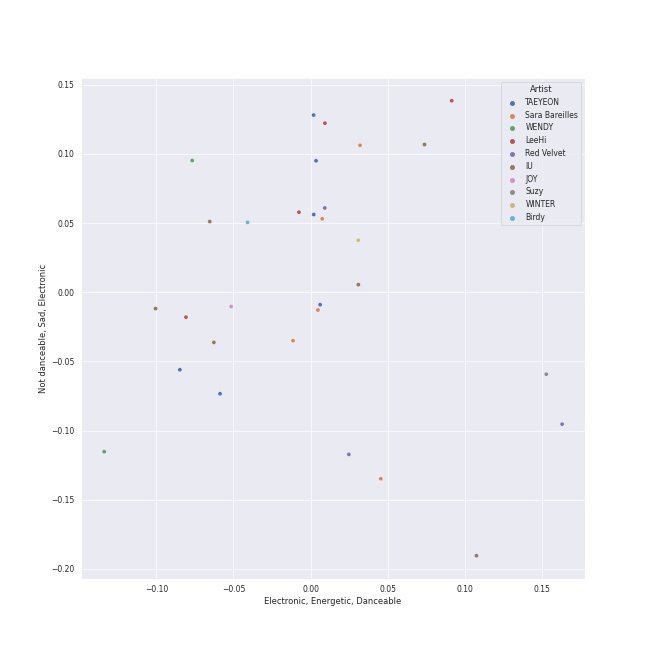 Artist
TAEYEON
Sara Bareilles
WENDY
LeeHi
Red Velvet
IU
JOY
Suzy
WINTER
Birdy
0.15
0.10
0.05
0.00
−0.05
−0.10
−0.15
−0.20
Not danceable, Sad, Electronic
−0.10 −0.05 0.00 0.05 0.10 0.15
Electronic, Energetic, Danceable